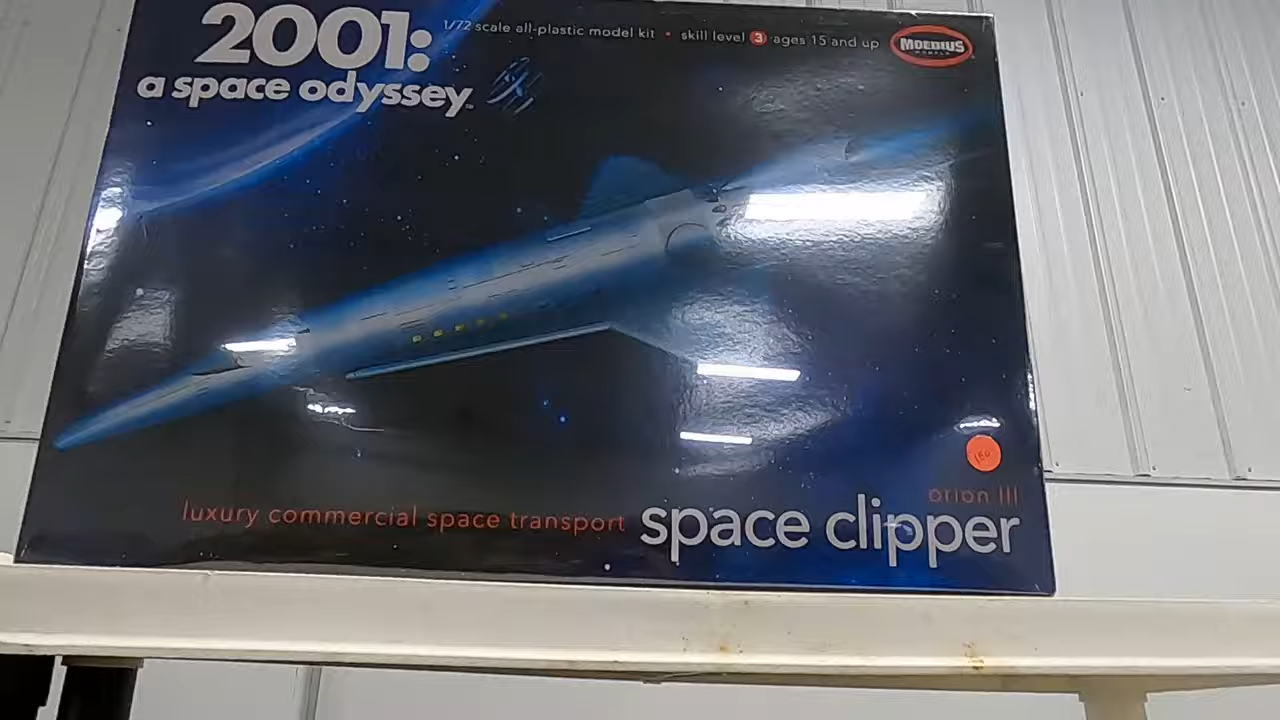 2001:
a space odyssey
1/72 scale all-plastic model kit • skill level 3 ages 15 and up
MOEBIUS
MODELS
orion III
luxury commercial space transport
space clipper